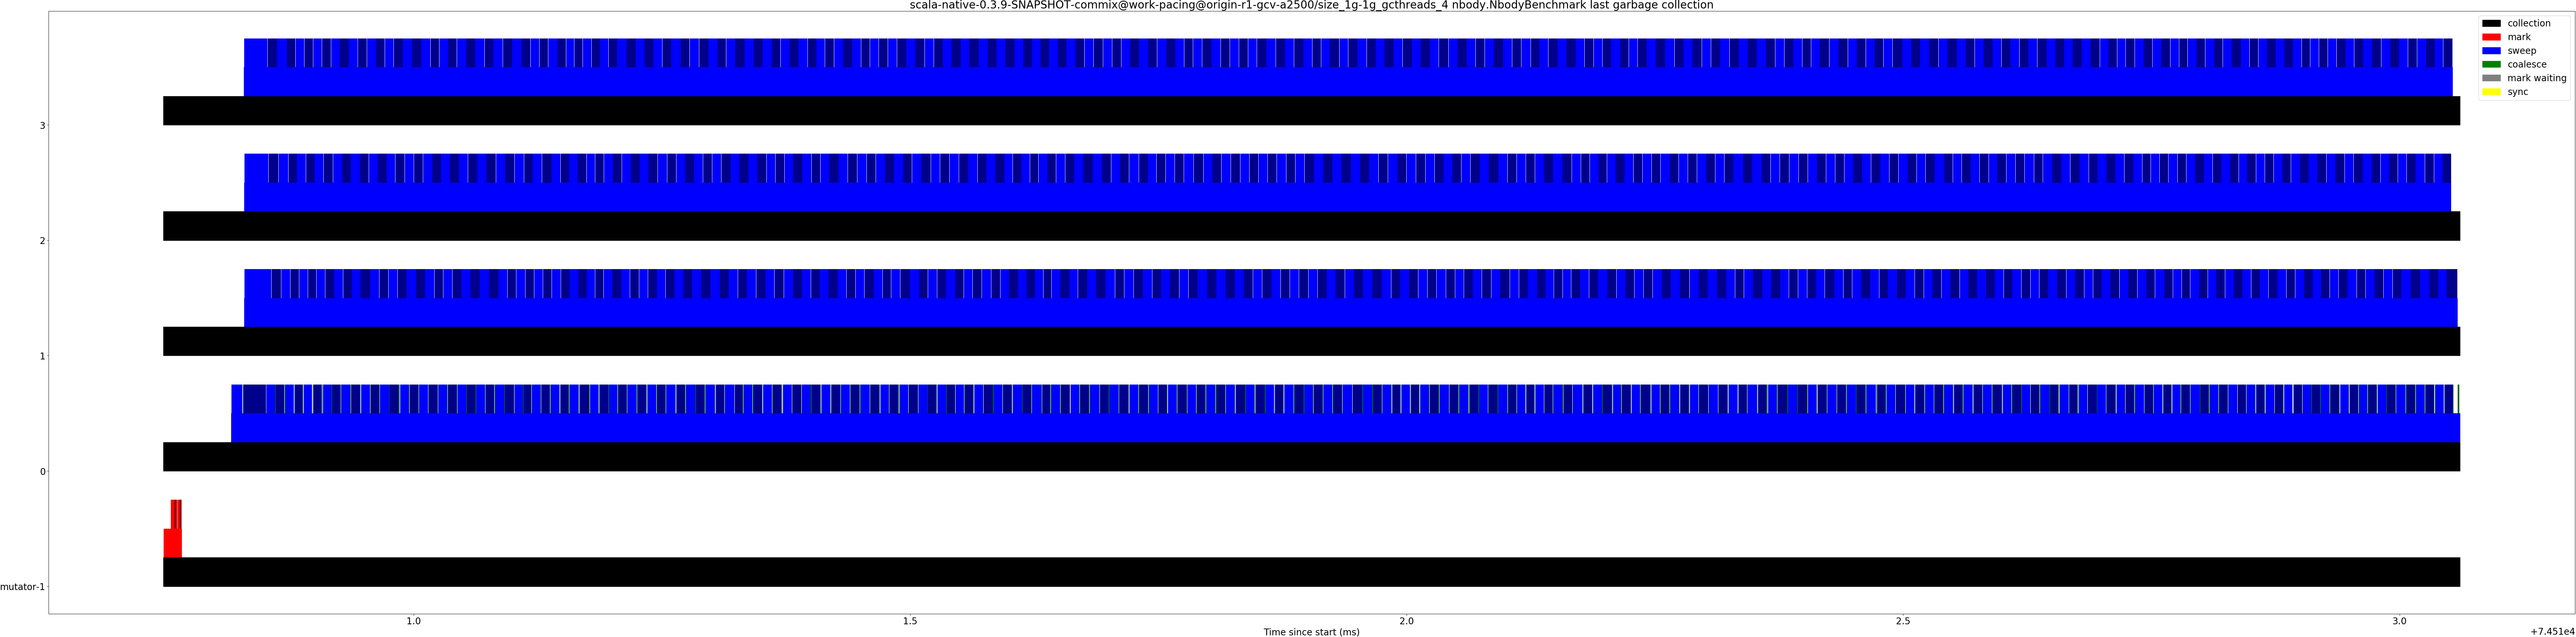 scala-native-0.3.9-SNAPSHOT-commix@work-pacing@origin-r1-gcv-a2500/size_1g-1g_gcthreads_4 nbody.NbodyBenchmark last garbage collection
collection
mark
sweep
coalesce
mark waiting
sync
3
2
1
0
mutator-1
1.0
1.5
2.0
2.5
3.0
Time since start (ms)
+7.451e4